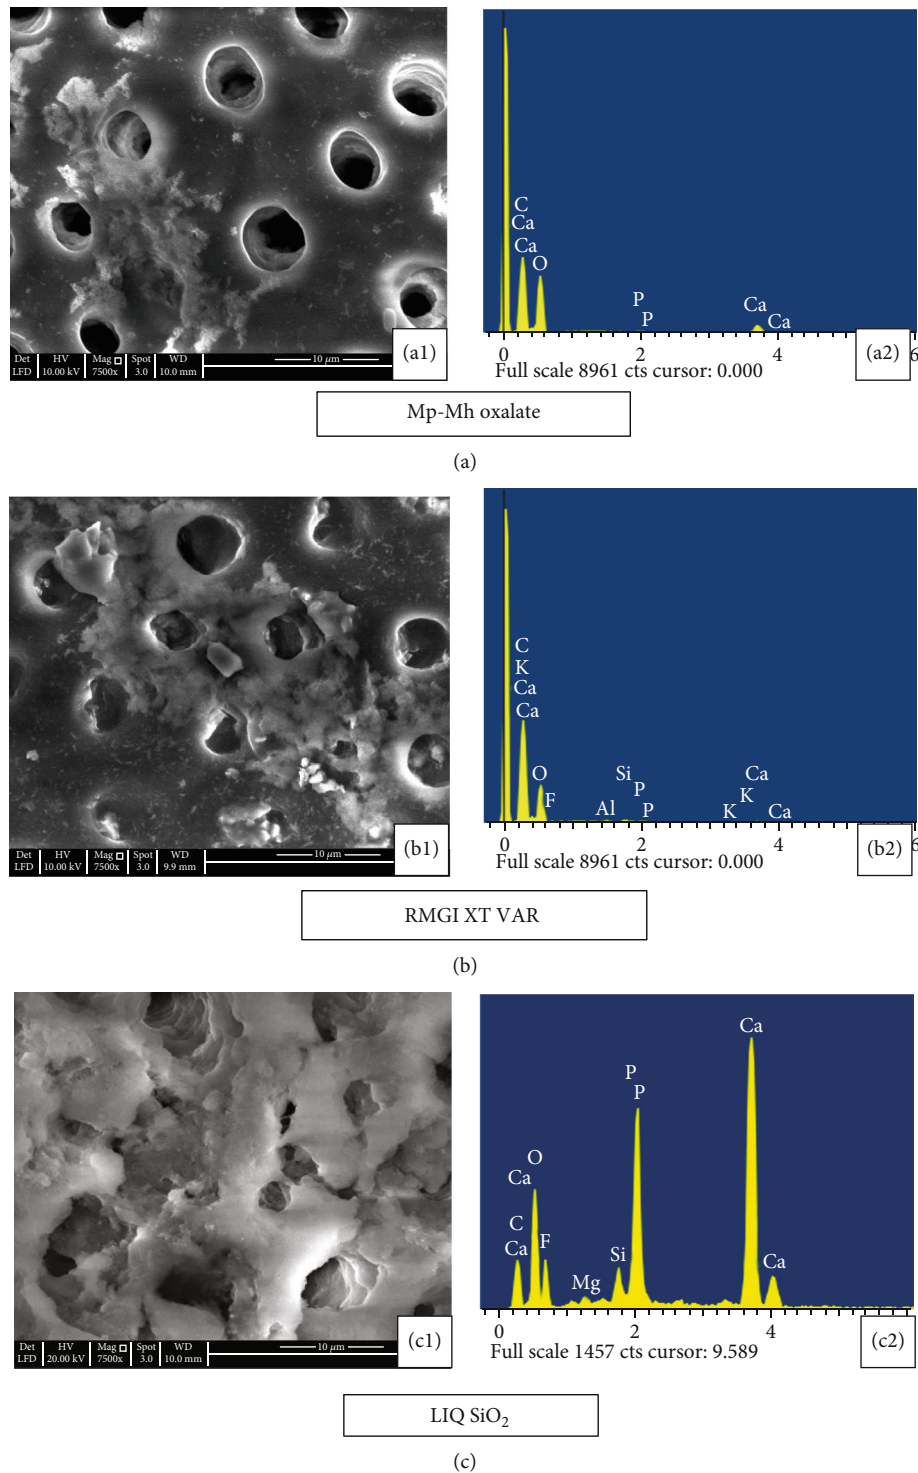 Det HV Mag Spot WD
LFD 10.00 kV 7500x 3.0 10.0 mm
10 μm
(a1)
C
Ca
Ca
O
P
P
Ca
Ca
0 2 4 6
Full scale 8961 cts cursor: 0.000
(a2)
Mp-Mh oxalate
(a)
Det HV Mag Spot WD
LFD 10.00 kV 7500x 3.0 9.9 mm
10 μm
(b1)
C
K
Ca
Ca
O
F
Al
Si
P
P
K
K
Ca
Ca
0 2 4 6
Full scale 8961 cts cursor: 0.000
(b2)
RMGI XT VAR
(b)
Det HV Mag Spot WD
LFD 20.00 kV 7500x 3.0 10.0 mm
10 μm
(c1)
Ca
O
C
Ca
F
Mg
Si
P
P
Ca
Ca
0 2 4
Full scale 1457 cts cursor: 9.589
(c2)
LIQ SiO₂
(c)